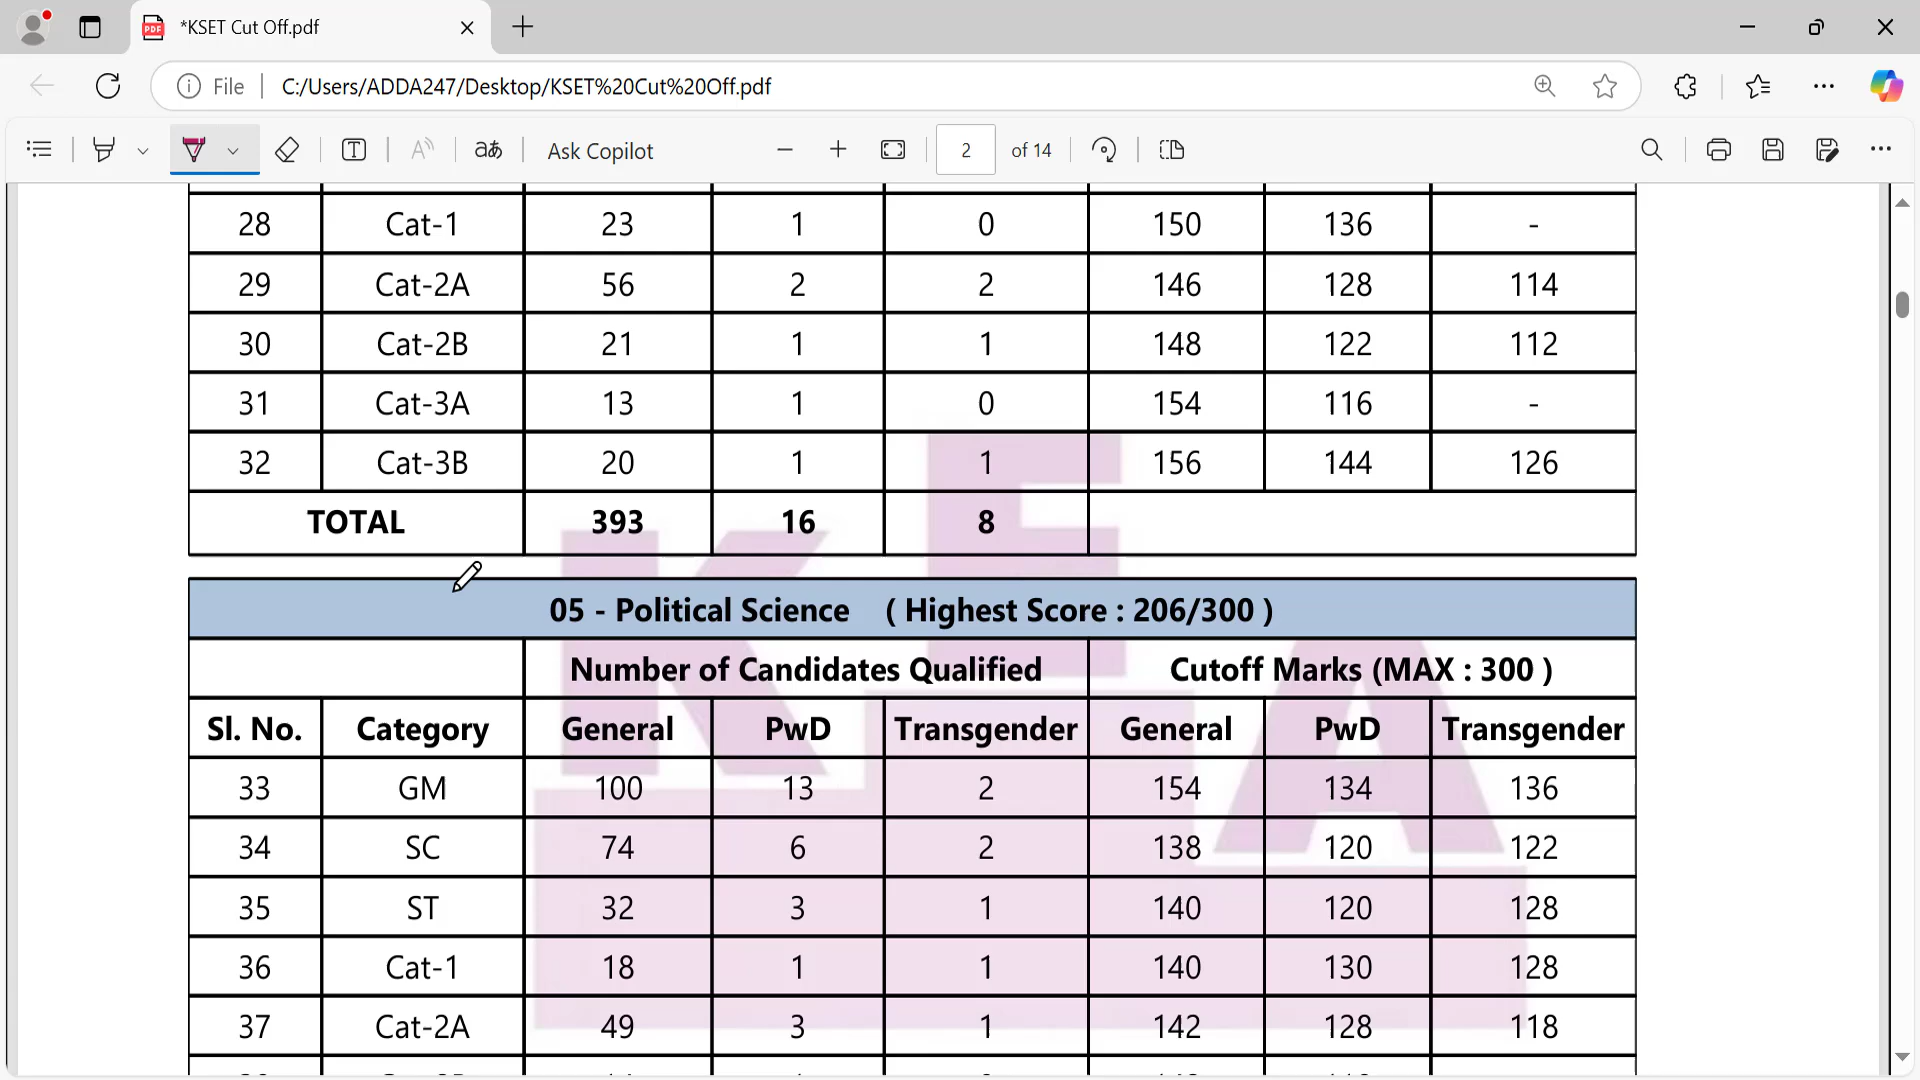 *KSET Cut Off.pdf
File C:/Users/ADDA247/Desktop/KSET%20Cut%20Off.pdf
Ask Copilot 2 of 14
28 Cat-1 23 1 0 150 136 -
29 Cat-2A 56 2 2 146 128 114
30 Cat-2B 21 1 1 148 122 112
31 Cat-3A 13 1 0 154 116 -
32 Cat-3B 20 1 1 156 144 126
TOTAL 393 16 8
05 - Political Science ( Highest Score : 206/300 )
Number of Candidates Qualified Cutoff Marks (MAX : 300 )
Sl. No. Category General PwD Transgender General PwD Transgender
33 GM 100 13 2 154 134 136
34 SC 74 6 2 138 120 122
35 ST 32 3 1 140 120 128
36 Cat-1 18 1 1 140 130 128
37 Cat-2A 49 3 1 142 128 118
KEA